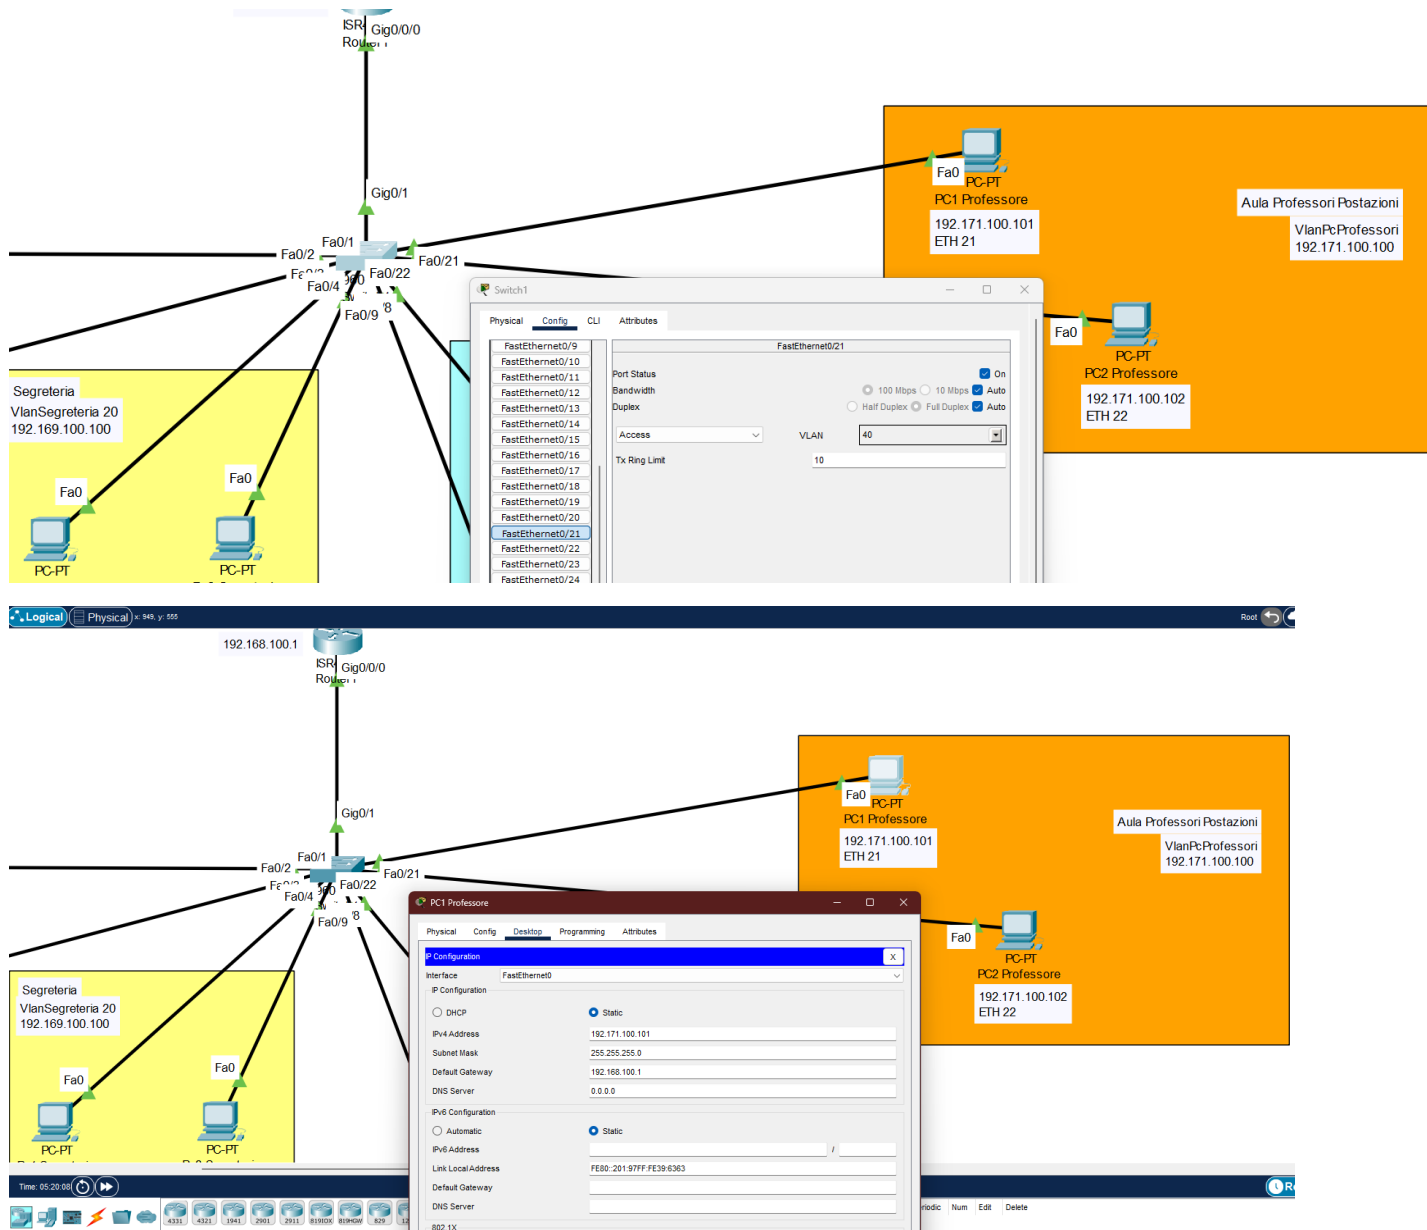 ISR
Gig0/0/0
Router1
Gig0/1
Fa0/1
Fa0/2
Fa0/4
Fa0/22
Fa0/21
Fa0/9
Fa0
PC-PT
PC1 Professore
192.171.100.101
ETH 21
Aula Professori Postazioni
VlanPcProfessori
192.171.100.100
Fa0
PC-PT
PC2 Professore
192.171.100.102
ETH 22
Segreteria
VlanSegreteria 20
192.169.100.100
Fa0
Fa0
PC-PT
PC-PT
Switch1
Physical Config CLI Attributes
FastEthernet0/9
FastEthernet0/10
FastEthernet0/11
FastEthernet0/12
FastEthernet0/13
FastEthernet0/14
FastEthernet0/15
FastEthernet0/16
FastEthernet0/17
FastEthernet0/18
FastEthernet0/19
FastEthernet0/20
FastEthernet0/21
FastEthernet0/22
FastEthernet0/23
FastEthernet0/24
FastEthernet0/21
Port Status On
Bandwidth 100 Mbps 10 Mbps Auto
Duplex Half Duplex Full Duplex Auto
Access VLAN 40
Tx Ring Limit 10
Logical Physical x: 949, y: 555 Root
192.168.100.1
ISR
Gig0/0/0
Router1
Gig0/1
Fa0/1
Fa0/2
Fa0/4
Fa0/22
Fa0/21
Fa0/9
Fa0
PC-PT
PC1 Professore
192.171.100.101
ETH 21
Aula Professori Postazioni
VlanPcProfessori
192.171.100.100
Fa0
PC-PT
PC2 Professore
192.171.100.102
ETH 22
Segreteria
VlanSegreteria 20
192.169.100.100
Fa0
Fa0
PC-PT
PC-PT
PC1 Professore
Physical Config Desktop Programming Attributes
IP Configuration X
Interface FastEthernet0
IP Configuration
DHCP Static
IPv4 Address 192.171.100.101
Subnet Mask 255.255.255.0
Default Gateway 192.168.100.1
DNS Server 0.0.0.0
IPv6 Configuration
Automatic Static
IPv6 Address /
Link Local Address FE80::201:97FF:FE39:6363
Default Gateway
DNS Server
802.1X
Time: 05:20:08
4331 4321 1941 2901 2911 819IOX 819HGW 829
Num Edit Delete